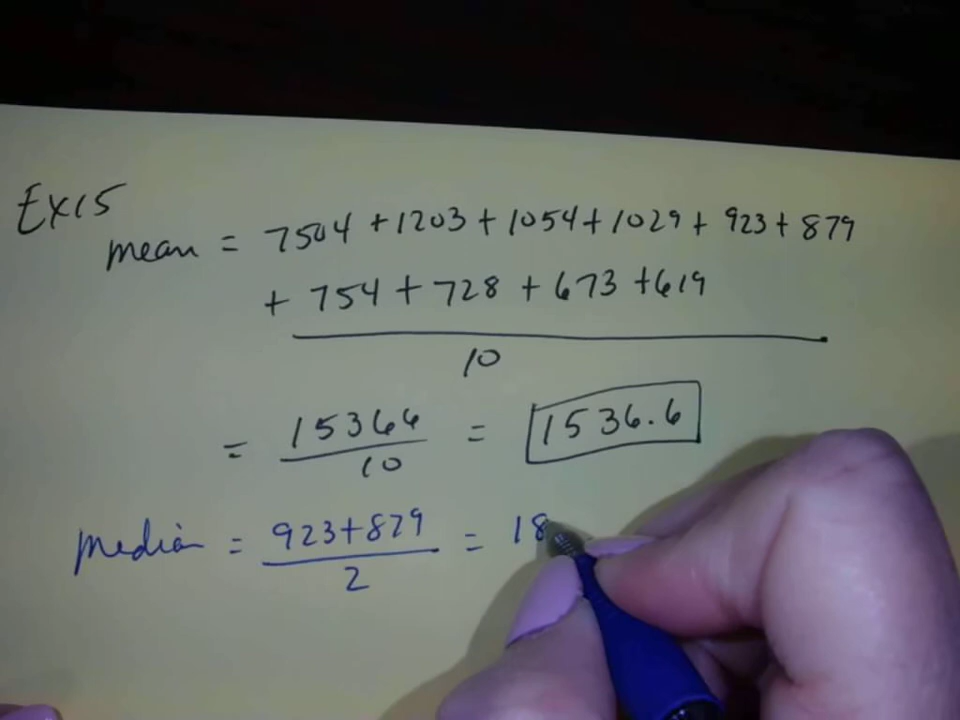 Ex15
mean = 7504 + 1203 + 1054 + 1029 + 923 + 879
+ 754 + 728 + 673 + 619
10
= 15366 / 10 = 1536.6
median = 923+879 / 2 = 18